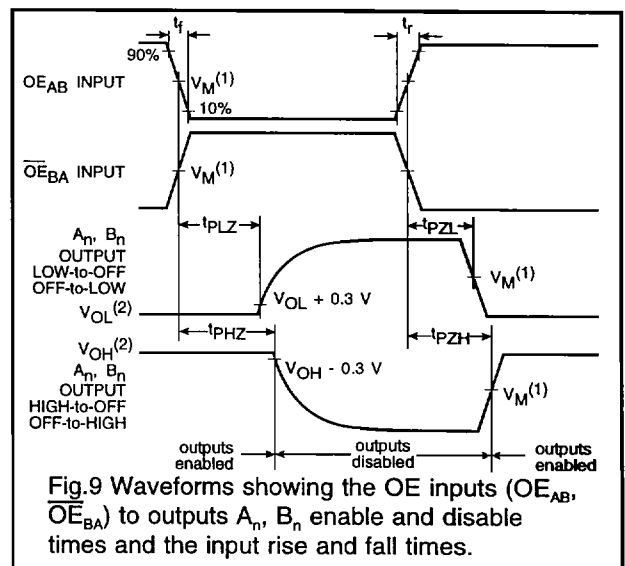 tf
tr
90%
OEAB INPUT
VM(1)
10%
OEBA INPUT
VM(1)
tPLZ
tPZL
An, Bn
OUTPUT
LOW-to-OFF
OFF-to-LOW
VM(1)
VOL(2)
VOL + 0.3 V
tPHZ
tPZH
VOH(2)
VOH - 0.3 V
An, Bn
OUTPUT
HIGH-to-OFF
OFF-to-HIGH
VM(1)
outputs
enabled
outputs
disabled
outputs
enabled
Fig.9 Waveforms showing the OE inputs (OEAB,
OEBA) to outputs An, Bn enable and disable
times and the input rise and fall times.